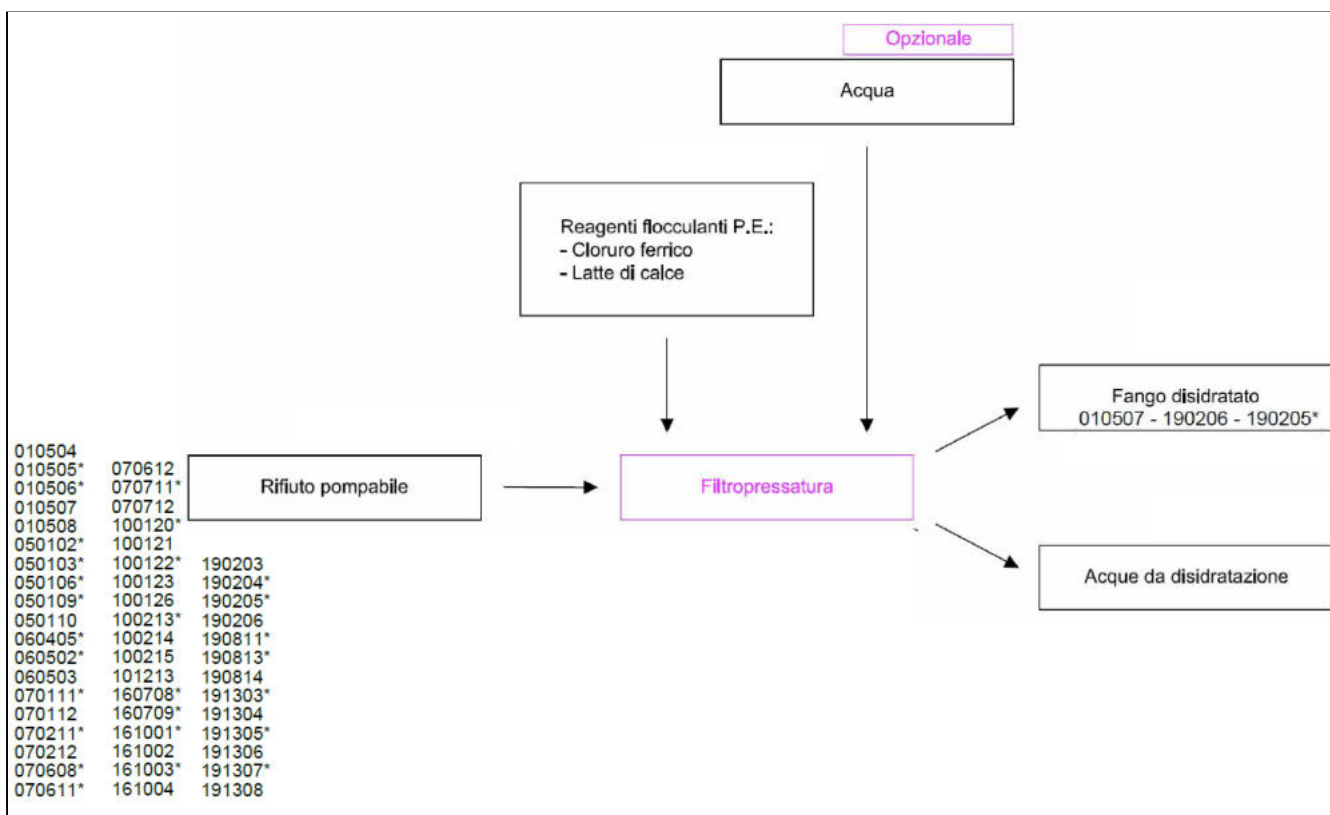 Opzionale
Acqua
Reagenti flocculanti P.E.:
- Cloruro ferrico
- Latte di calce
Fango disidratato
010507 - 190206 - 190205*
Rifiuto pompabile
Filtropressatura
Acque da disidratazione
010504
010505* 070612
010506* 070711*
010507 070712
010508 100120*
050102* 100121
050103* 100122* 190203
050106* 100123 190204*
050109* 100126 190205*
050110 100213* 190206
060405* 100214 190811*
060502* 100215 190813*
060503 101213 190814
070111* 160708* 191303*
070112 160709* 191304
070211* 161001* 191305*
070212 161002 191306
070608* 161003* 191307*
070611* 161004 191308